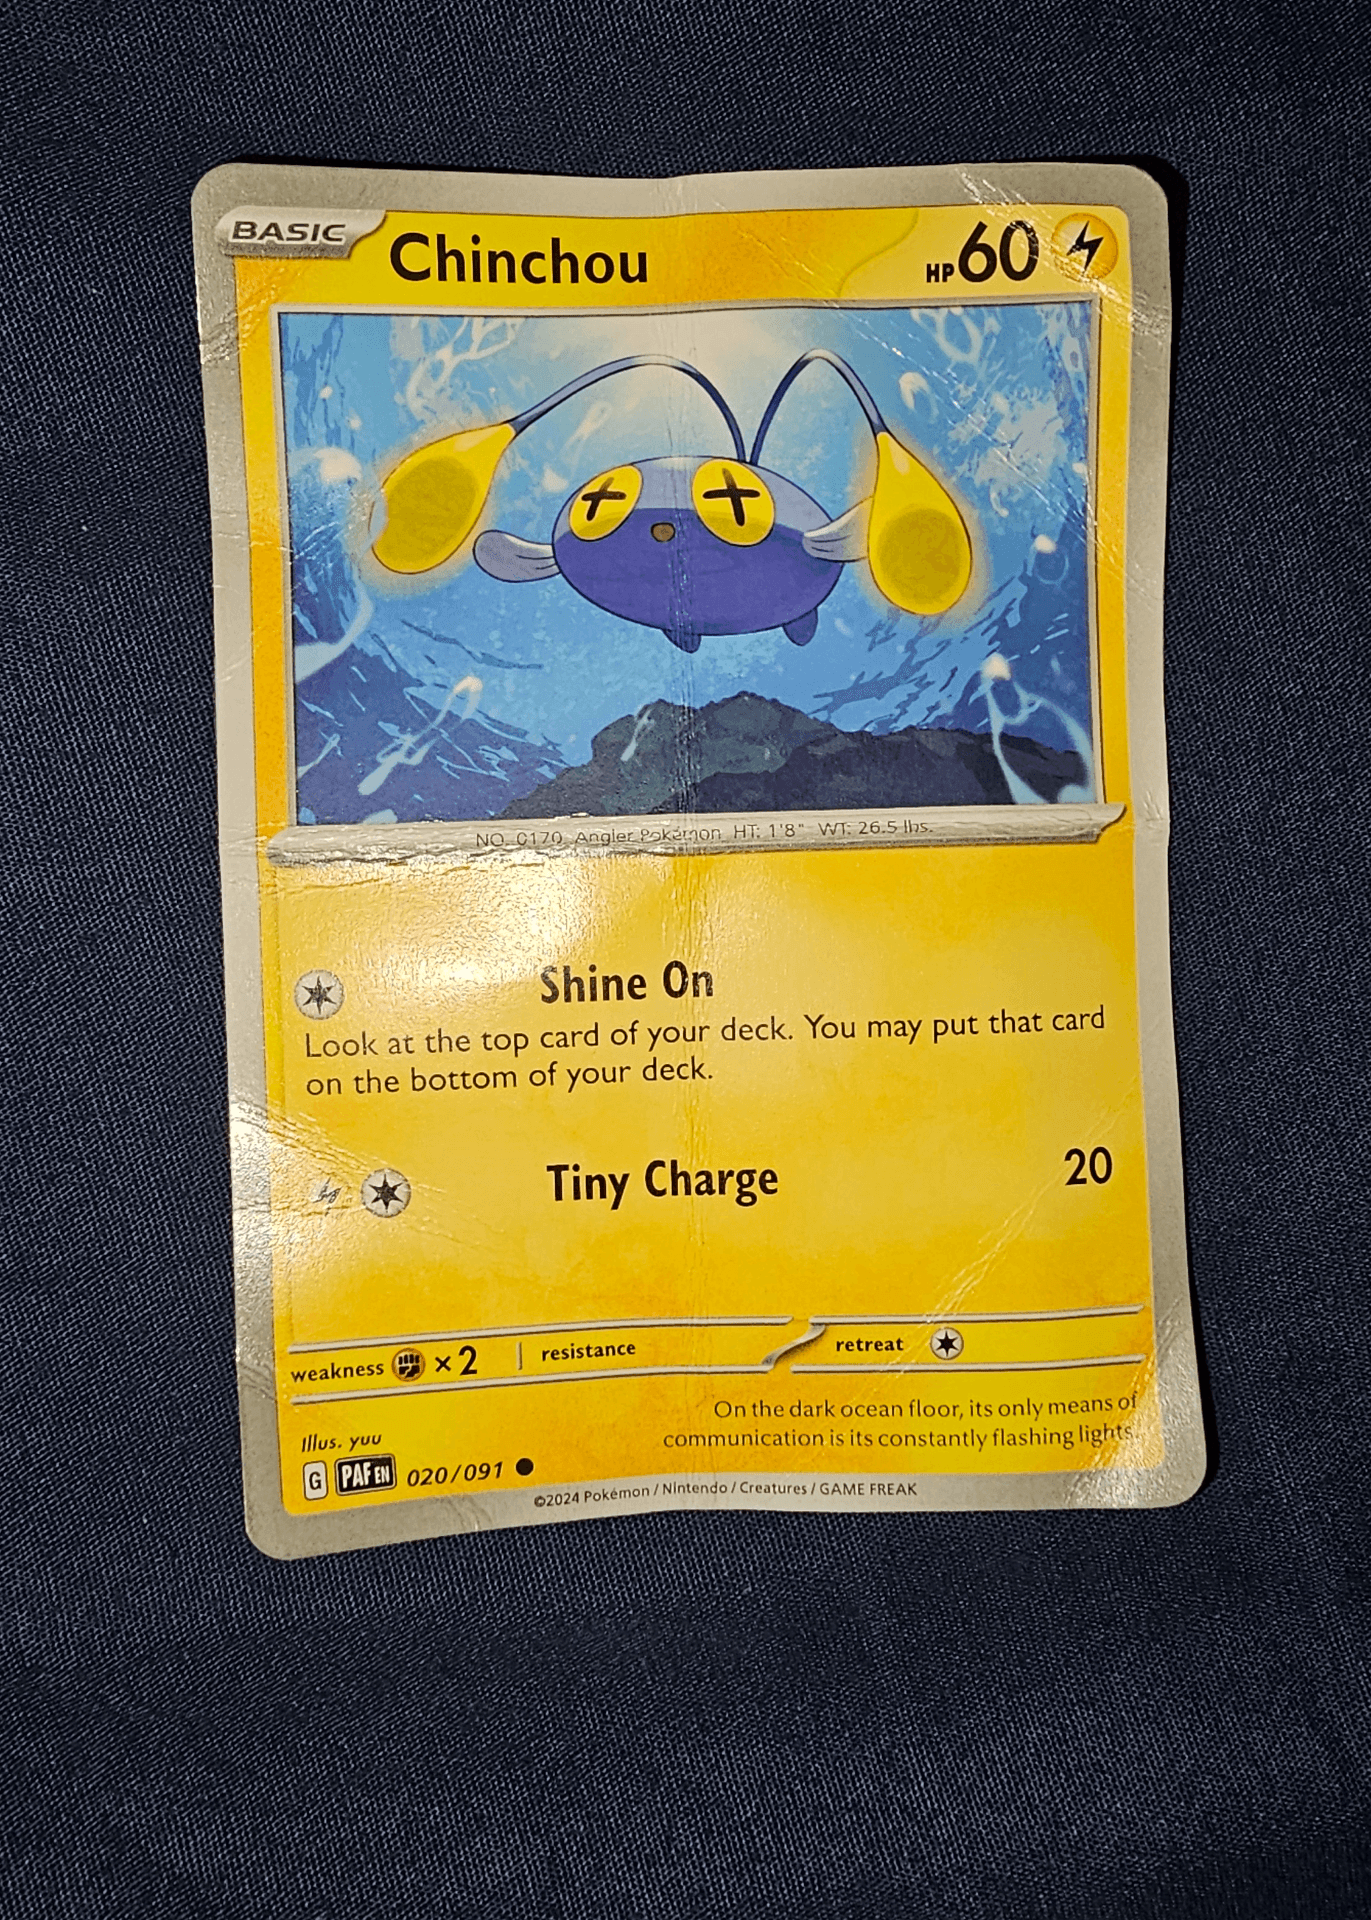 BASIC Chinchou HP 60
NO. 0170 Angler Pokémon HT: 1'8" WT: 26.5 lbs.
Shine On
Look at the top card of your deck. You may put that card
on the bottom of your deck.
Tiny Charge 20
weakness ×2 resistance retreat
On the dark ocean floor, its only means of
communication is its constantly flashing lights.
Illus. yuu
G PAF EN 020/091
©2024 Pokémon / Nintendo / Creatures / GAME FREAK